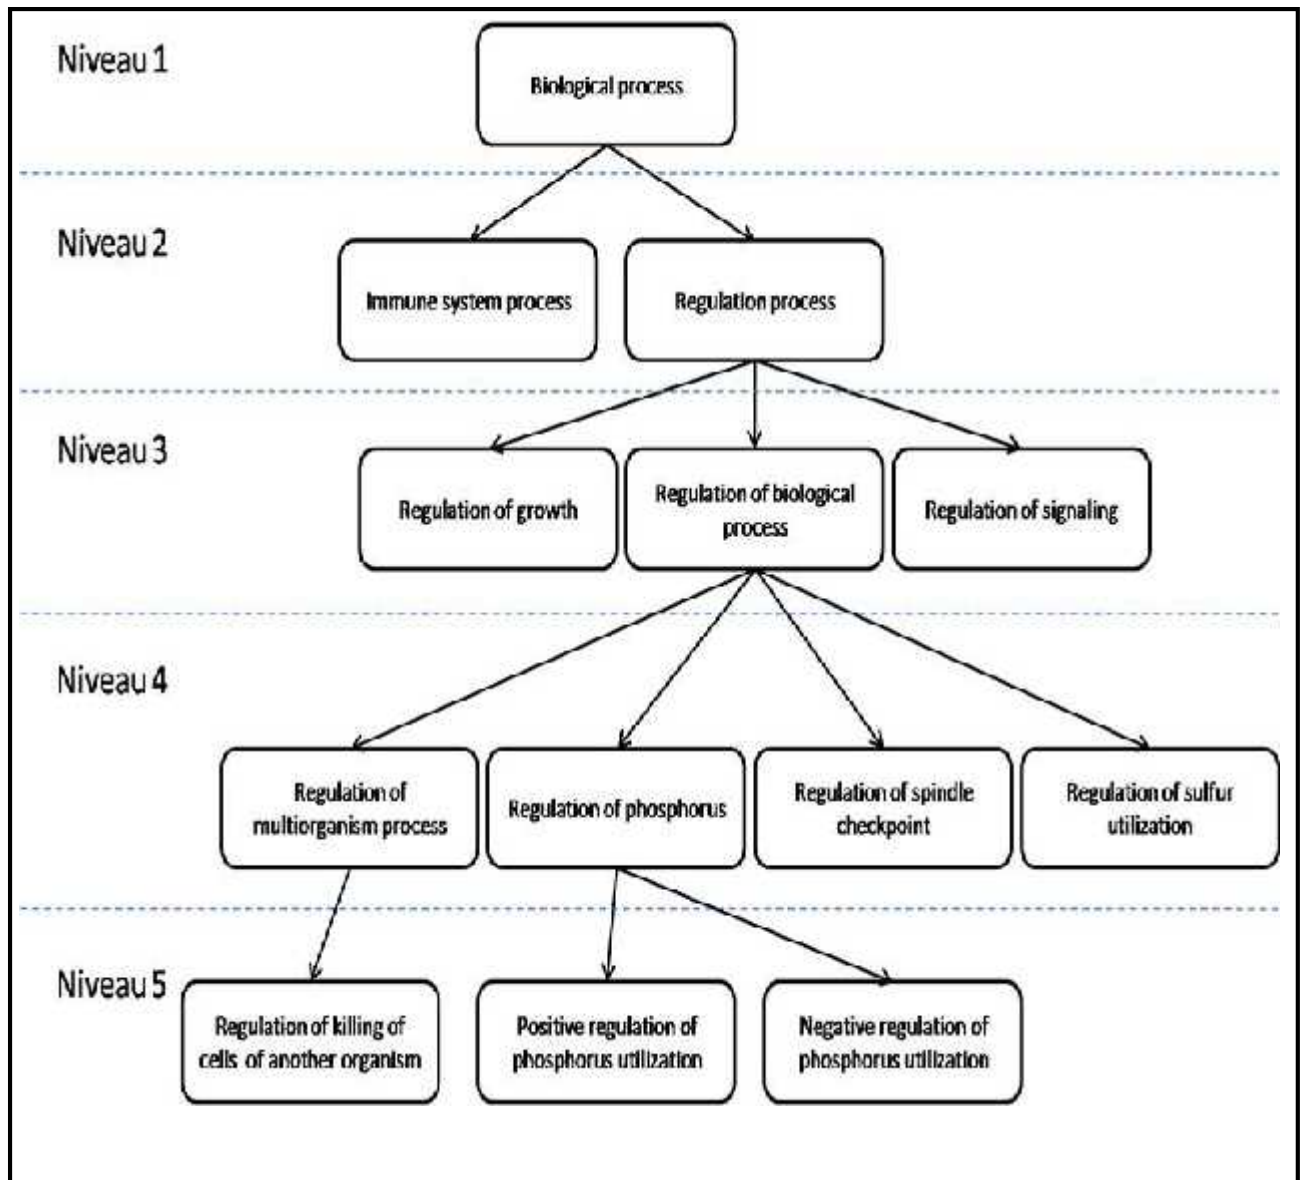 Niveau 1
Biological process
Niveau 2
Immune system process
Regulation process
Niveau 3
Regulation of growth
Regulation of biological
process
Regulation of signaling
Niveau 4
Regulation of
multiorganism process
Regulation of phosphorus
Regulation of spindle
checkpoint
Regulation of sulfur
utilization
Niveau 5
Regulation of killing of
cells of another organism
Positive regulation of
phosphorus utilization
Negative regulation of
phosphorus utilization